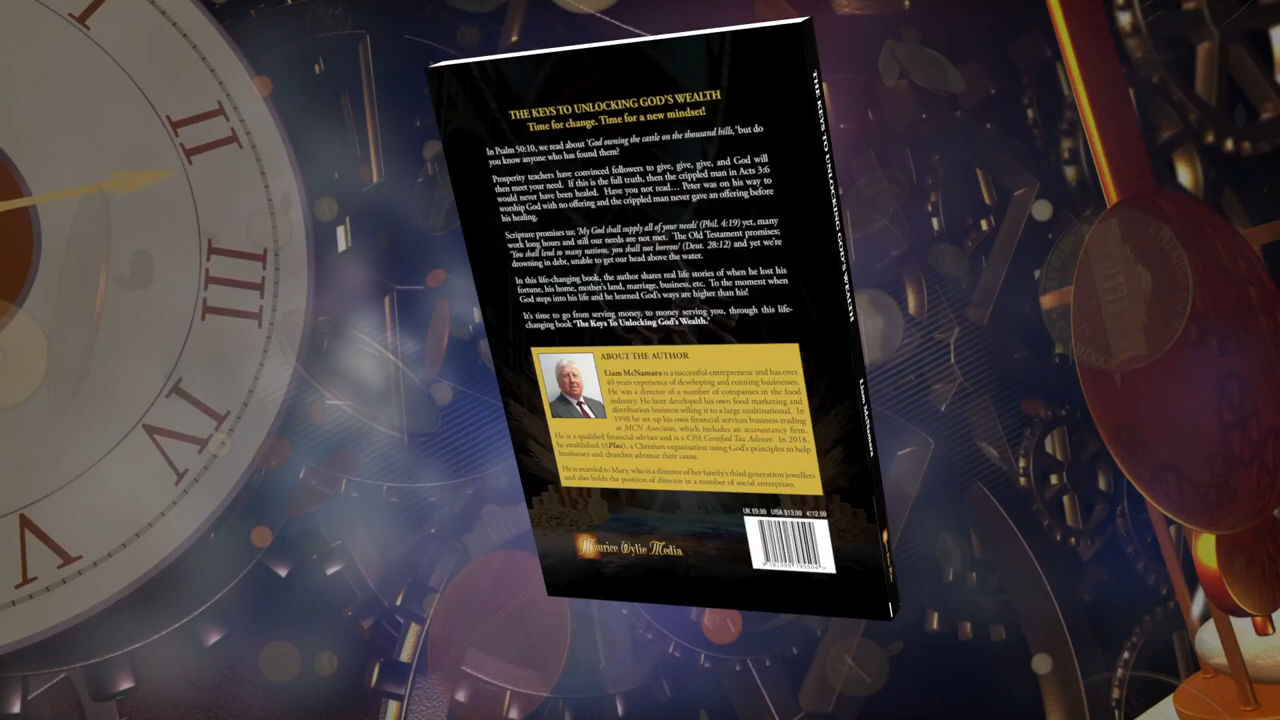 THE KEYS TO UNLOCKING GOD'S WEALTH
Time for change. Time for a new mindset!
In Psalm 50:10, we read about 'God owning the cattle on the thousand hills,' but do
you know anyone who has found them?
Prosperity teachers have convinced followers to give, give, give, and God will
then meet your need. If this is the full truth, then the crippled man in Acts 3:6
would never have been healed. Have you not read... Peter was on his way to
worship God with no offering and the crippled man never gave an offering before
his healing.
Scripture promises us; 'My God shall supply all of your needs' (Phil. 4:19) yet, many
work long hours and still our needs are not met. The Old Testament promises;
'You shall lend to many nations, you shall not borrow' (Deut. 28:12) and yet we're
drowning in debt, unable to get our head above the water.
In this life-changing book, the author shares real life stories of when he lost his
fortune, his home, mother's land, marriage, business, etc. To the moment when
God steps into his life and he learned God's ways are higher than his!
It's time to go from serving money, to money serving you, through this life-
changing book 'The Keys To Unlocking God's Wealth.'
ABOUT THE AUTHOR
Liam McNamara is a successful entrepreneur and has over
40 years experience of developing and running businesses.
He was a director of a number of companies in the food
industry. He later developed his own food marketing and
distribution business selling it to a large multinational. In
1990 he set up his own financial services business trading
as MCN Associates, which includes an accountancy firm.
He is a qualified financial adviser and is a CPA Certified Tax Adviser. In 2018,
he established 55Plus, a Christian organisation using God's principles to help
businesses and churches advance their cause.
He is married to Mary, who is a director of her family's third generation jewellers
and also holds the position of director in a number of social enterprises.
UK £9.99 USA $13.99 €12.99
Maurice Wylie Media
THE KEYS TO UNLOCKING GOD'S WEALTH
Liam McNamara
II
III
IV
V